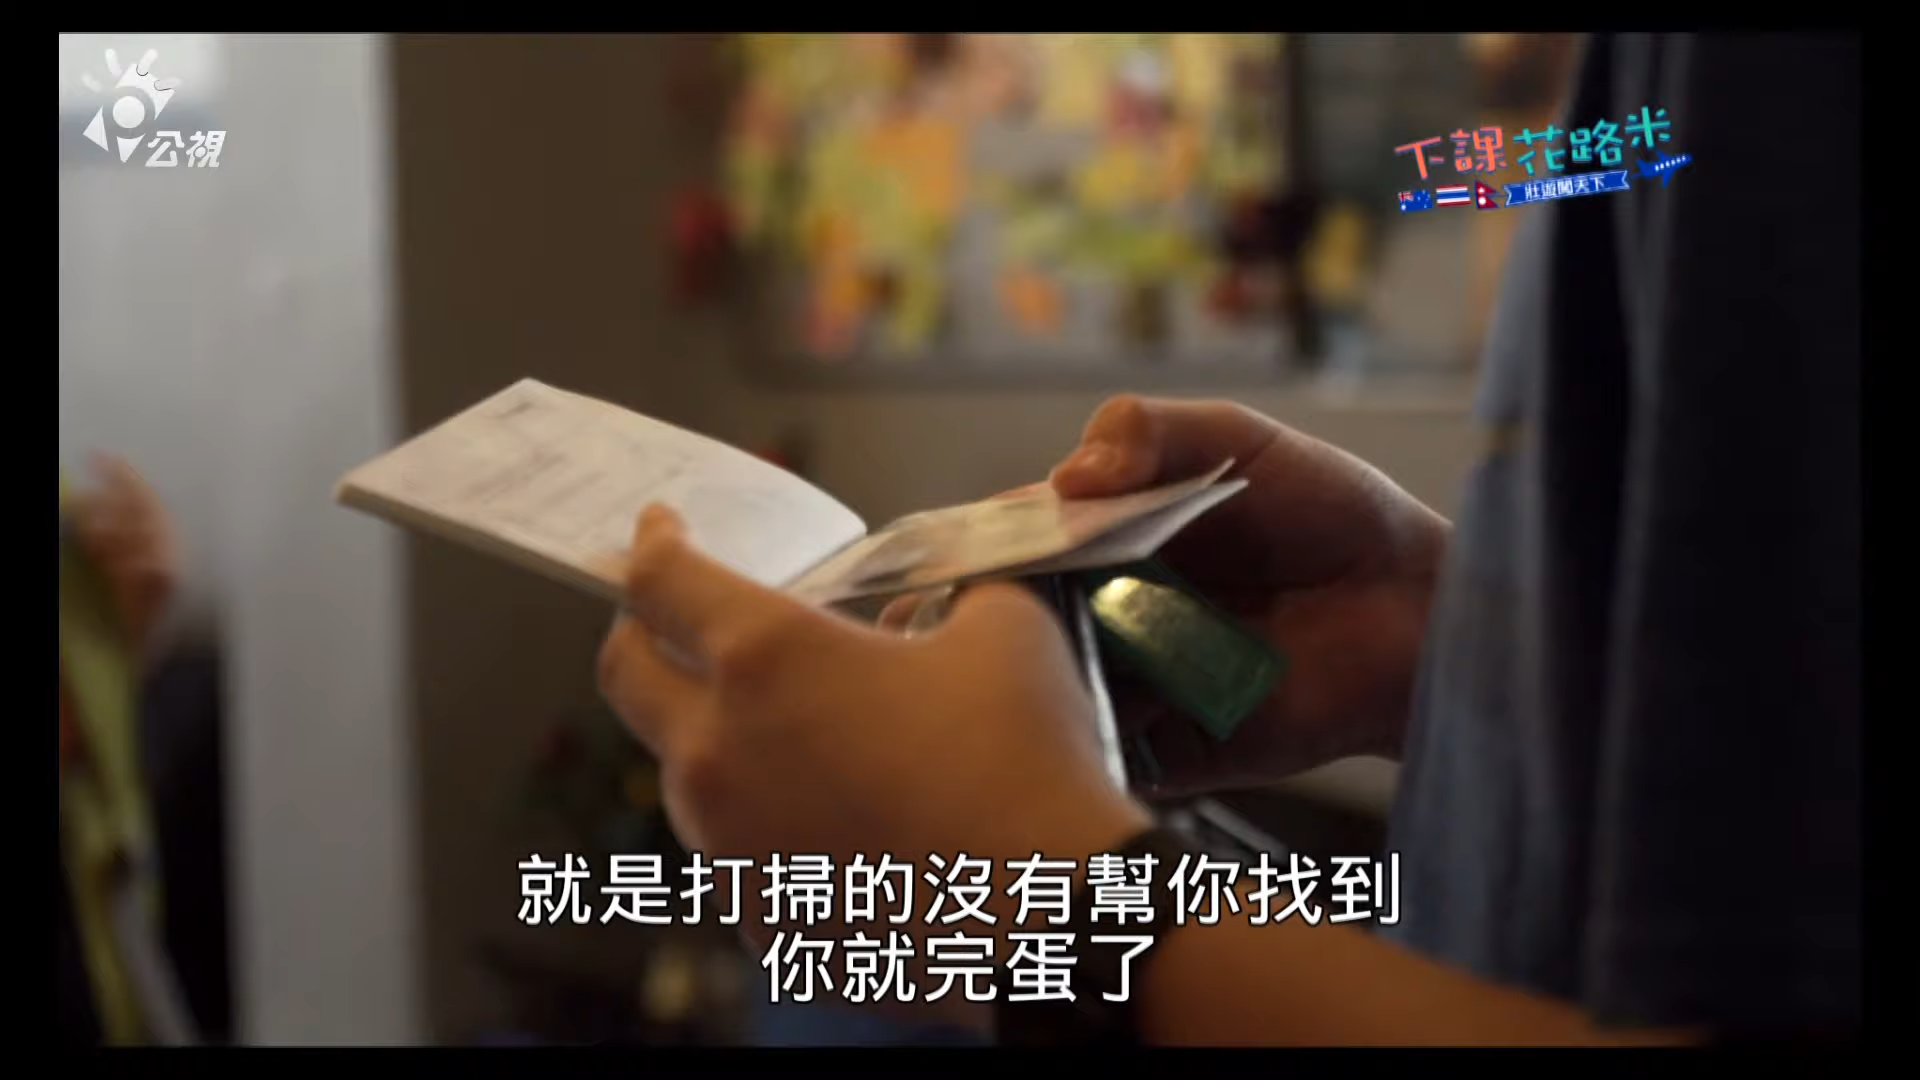 公視
下課花路米
壯遊闖天下
就是打掃的沒有幫你找到
你就完蛋了